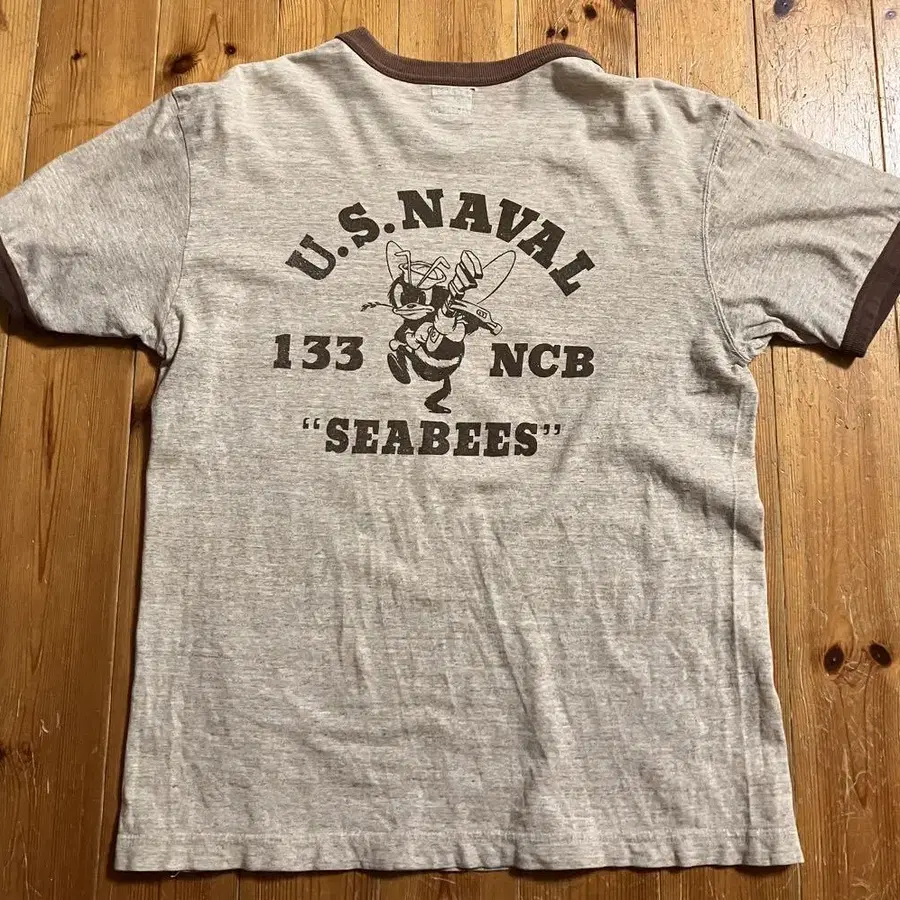 U.S. NAVAL
133 NCB
"SEABEES"